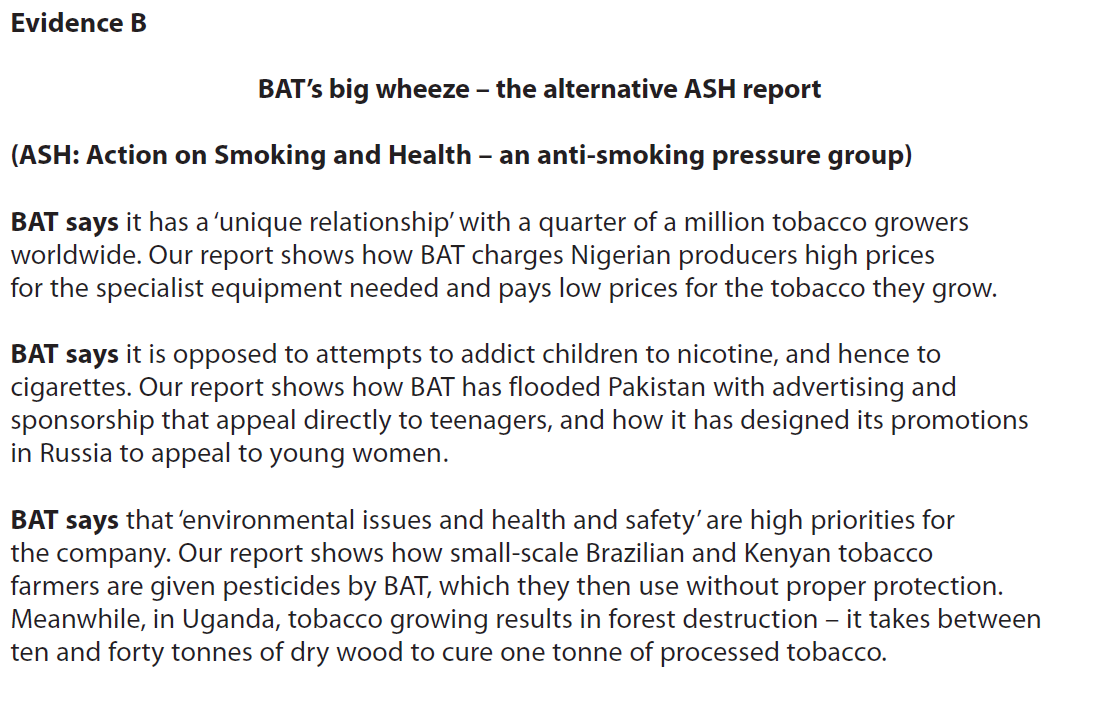 Evidence B
BAT’s big wheeze – the alternative ASH report
(ASH: Action on Smoking and Health – an anti-smoking pressure group)
BAT says it has a ‘unique relationship’ with a quarter of a million tobacco growers
worldwide. Our report shows how BAT charges Nigerian producers high prices
for the specialist equipment needed and pays low prices for the tobacco they grow.
BAT says it is opposed to attempts to addict children to nicotine, and hence to
cigarettes. Our report shows how BAT has flooded Pakistan with advertising and
sponsorship that appeal directly to teenagers, and how it has designed its promotions
in Russia to appeal to young women.
BAT says that ‘environmental issues and health and safety’ are high priorities for
the company. Our report shows how small-scale Brazilian and Kenyan tobacco
farmers are given pesticides by BAT, which they then use without proper protection.
Meanwhile, in Uganda, tobacco growing results in forest destruction – it takes between
ten and forty tonnes of dry wood to cure one tonne of processed tobacco.